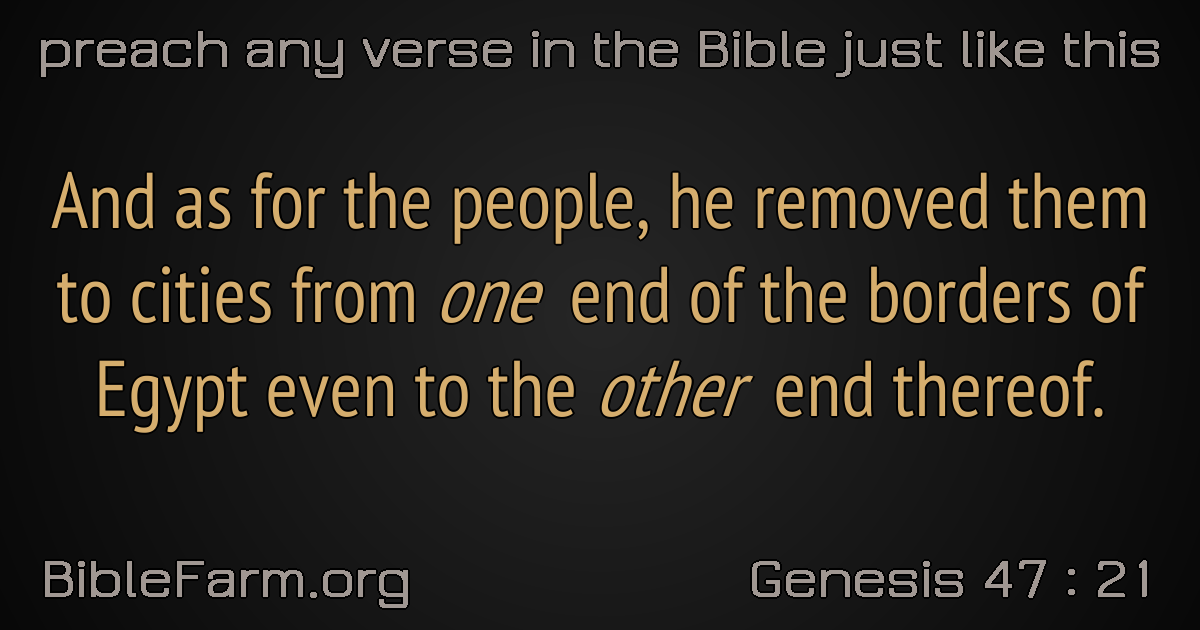 preach any verse in the Bible just like this
And as for the people, he removed them
to cities from one end of the borders of
Egypt even to the other end thereof.
BibleFarm.org
Genesis 47 : 21